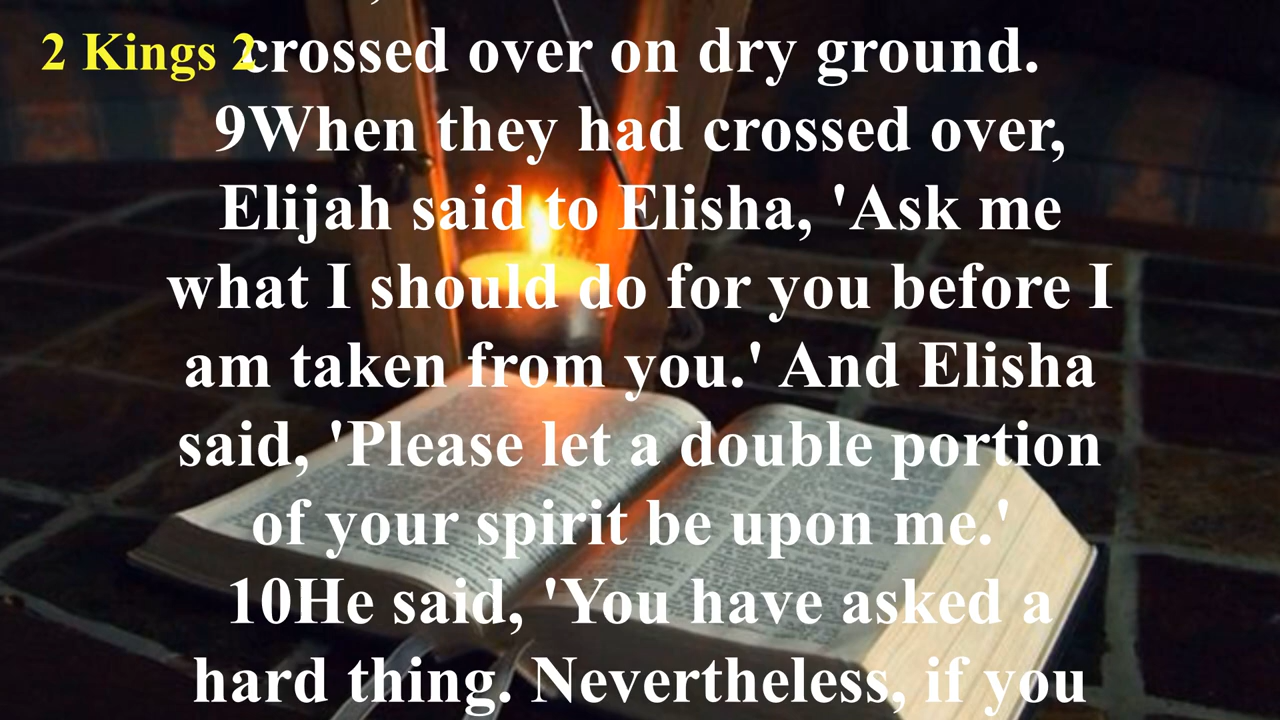 2 Kings 2
crossed over on dry ground.
9When they had crossed over,
Elijah said to Elisha, 'Ask me
what I should do for you before I
am taken from you.' And Elisha
said, 'Please let a double portion
of your spirit be upon me.'
10He said, 'You have asked a
hard thing. Nevertheless, if you